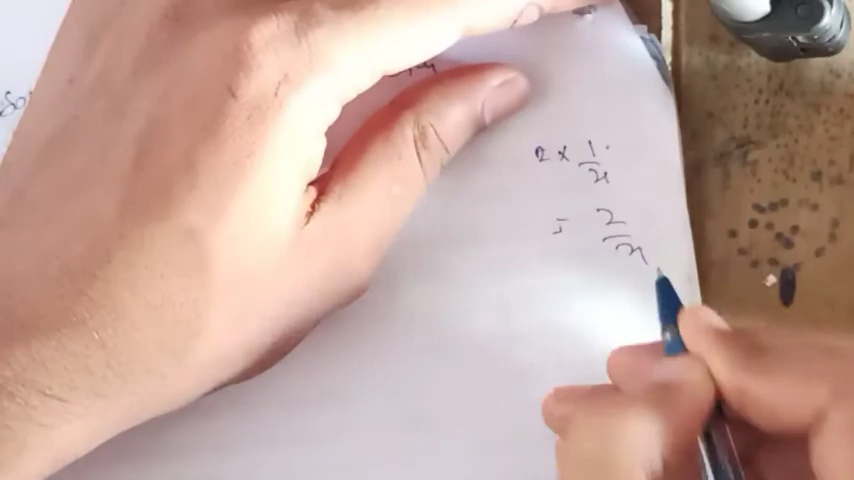 2 × 1/x
= 2/x